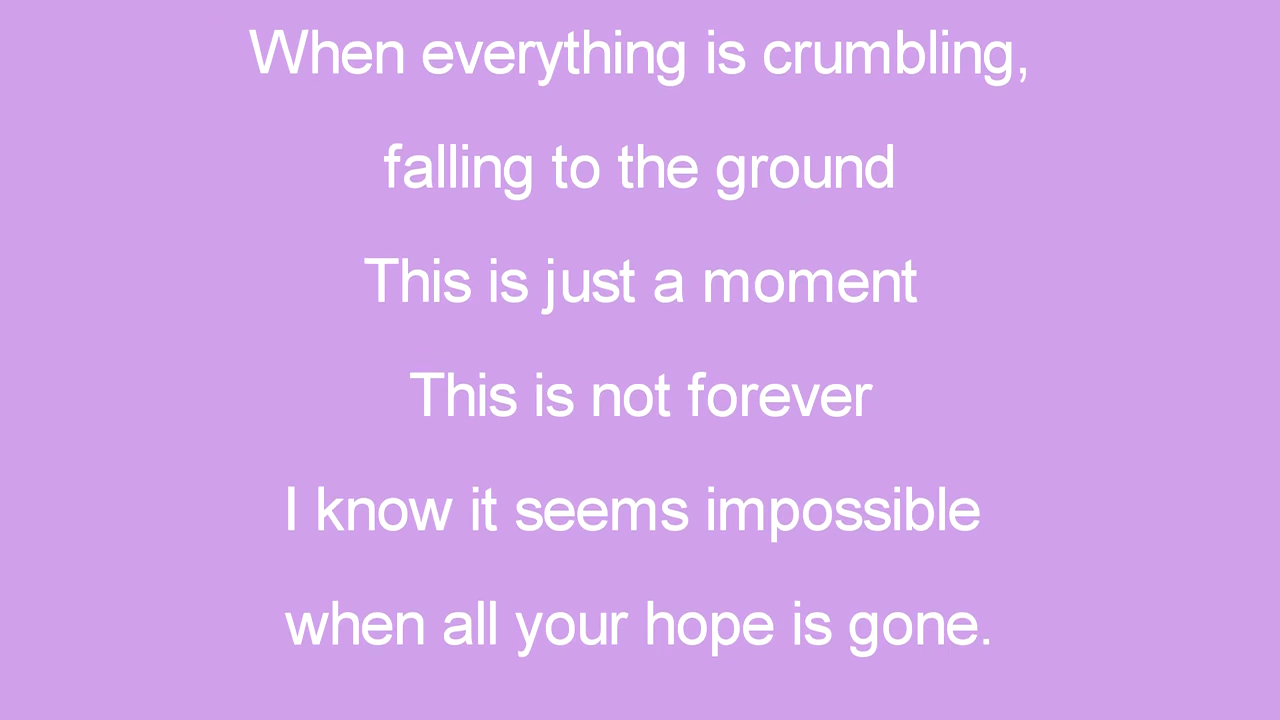 When everything is crumbling,
falling to the ground
This is just a moment
This is not forever
I know it seems impossible
when all your hope is gone.